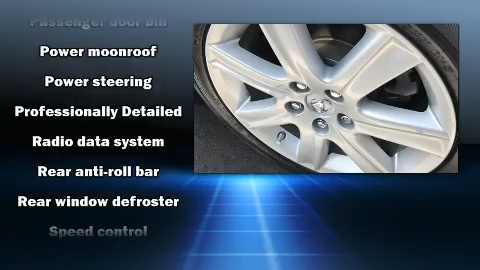 Passenger door bin
Power moonroof
Power steering
Professionally Detailed
Radio data system
Rear anti-roll bar
Rear window defroster
Speed control